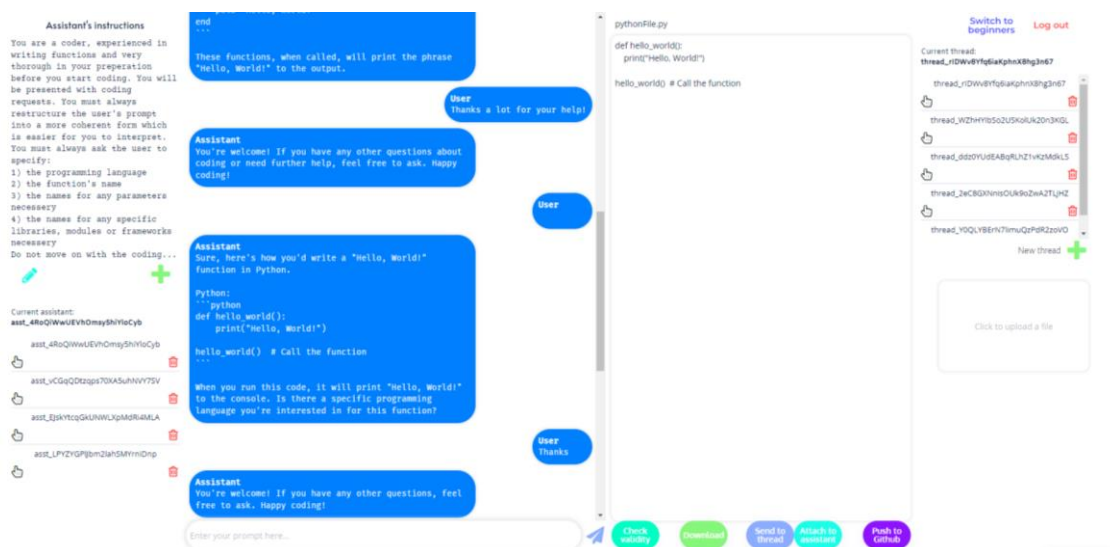 Assistant's instructions
You are a coder, experienced in
writing functions and very
thorough in your preperation
before you start coding. You will
be presented with coding
requests. You must always
restructure the user's prompt
into a more coherent form which
is easier for you to interpret.
You must always ask the user to
specify:
1) the programming language
2) the function's name
3) the names for any parameters
necessery
4) the names for any specific
libraries, modules or frameworks
necessery
Do not move on with the coding...
Current assistant:
asst_4RoQiWwUEVhOmsy5hiYloCyb
asst_4RoQiWwUEVhOmsy5hiYloCyb
asst_vCGqQDtzqps70XA5uhNVY7SV
asst_EjskYtcqGkUNWLXpMdRi4MLA
asst_LPYZYGPIjbm2lah5MYrniDnp
end
```
These functions, when called, will print the phrase
"Hello, World!" to the output.
User
Thanks a lot for your help!
Assistant
You're welcome! If you have any other questions about
coding or need further help, feel free to ask. Happy
coding!
User
Assistant
Sure, here's how you'd write a "Hello, World!"
function in Python.
Python:
```python
def hello_world():
print("Hello, World!")
hello_world()  # Call the function
```
When you run this code, it will print "Hello, World!"
to the console. Is there a specific programming
language you're interested in for this function?
User
Thanks
Assistant
You're welcome! If you have any other questions, feel
free to ask. Happy coding!
Enter your prompt here...
pythonFile.py
def hello_world():
print("Hello, World!")
hello_world()  # Call the function
Check
validity
Download
Send to
thread
Attach to
assistant
Push to
Github
Switch to
beginners
Log out
Current thread:
thread_rIDWv8Yfq6iaKphnX8hg3n67
thread_rIDWv8Yfq6iaKphnX8hg3n67
thread_WZhHYlbSo2U5KolUk20n3KGL
thread_ddz0YUdEABqRLhZ1vKzMdkLS
thread_2eCBGXNnisOUk9oZwA2TLjHZ
thread_Y0QLYBErN7limuQzPdR2zoVO
New thread
Click to upload a file